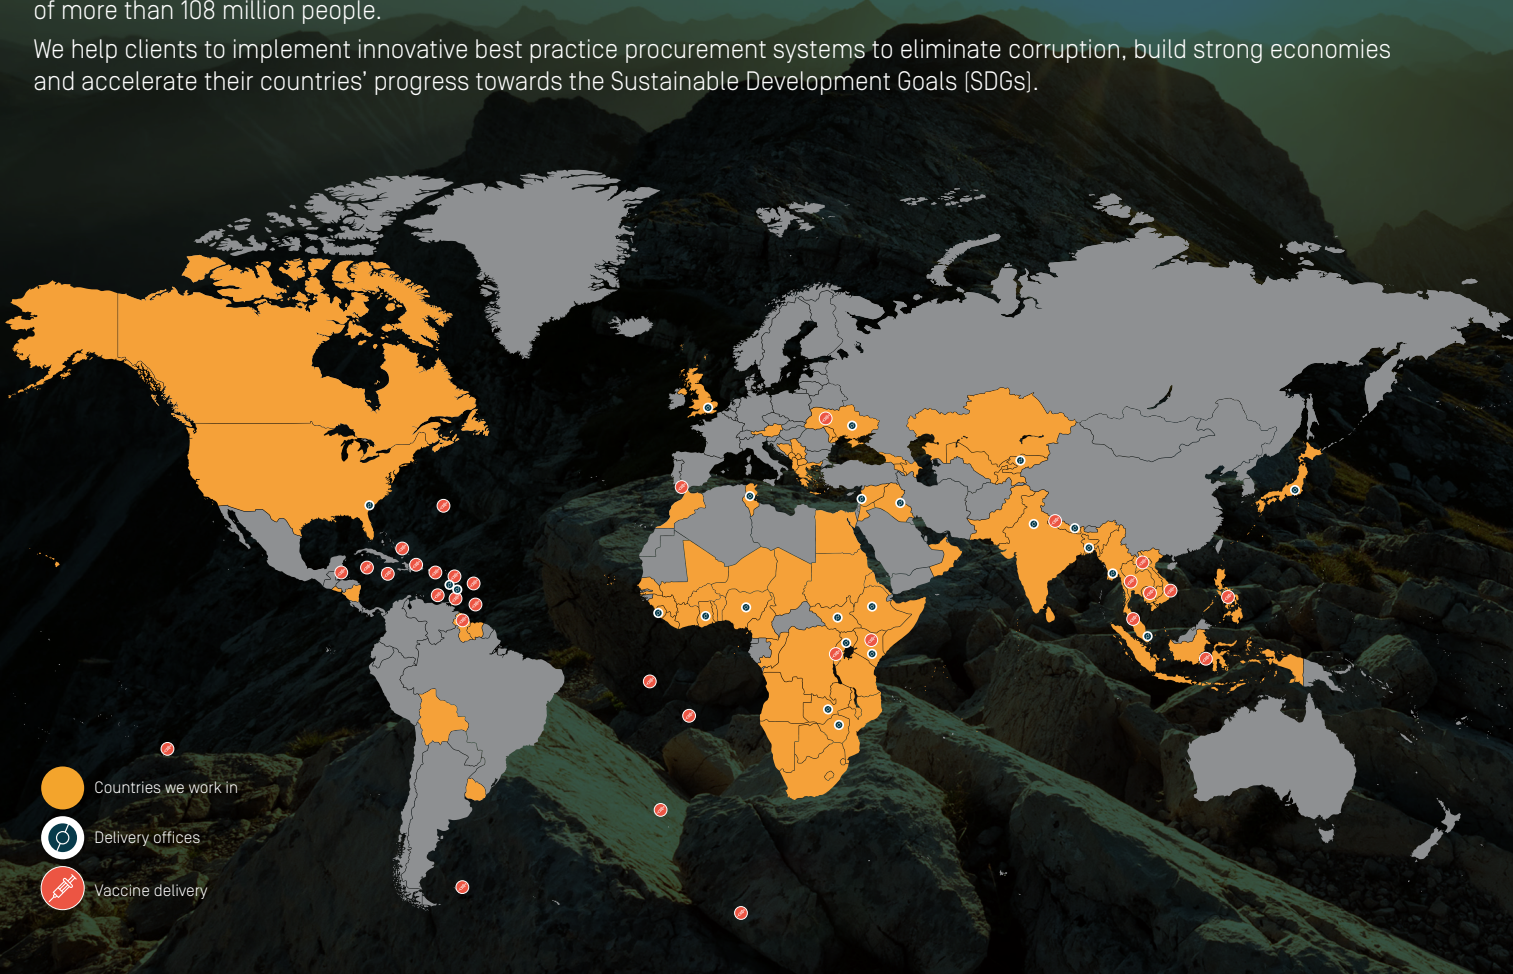 of more than 108 million people.
We help clients to implement innovative best practice procurement systems to eliminate corruption, build strong economies
and accelerate their countries’ progress towards the Sustainable Development Goals (SDGs).
Countries we work in
Delivery offices
Vaccine delivery